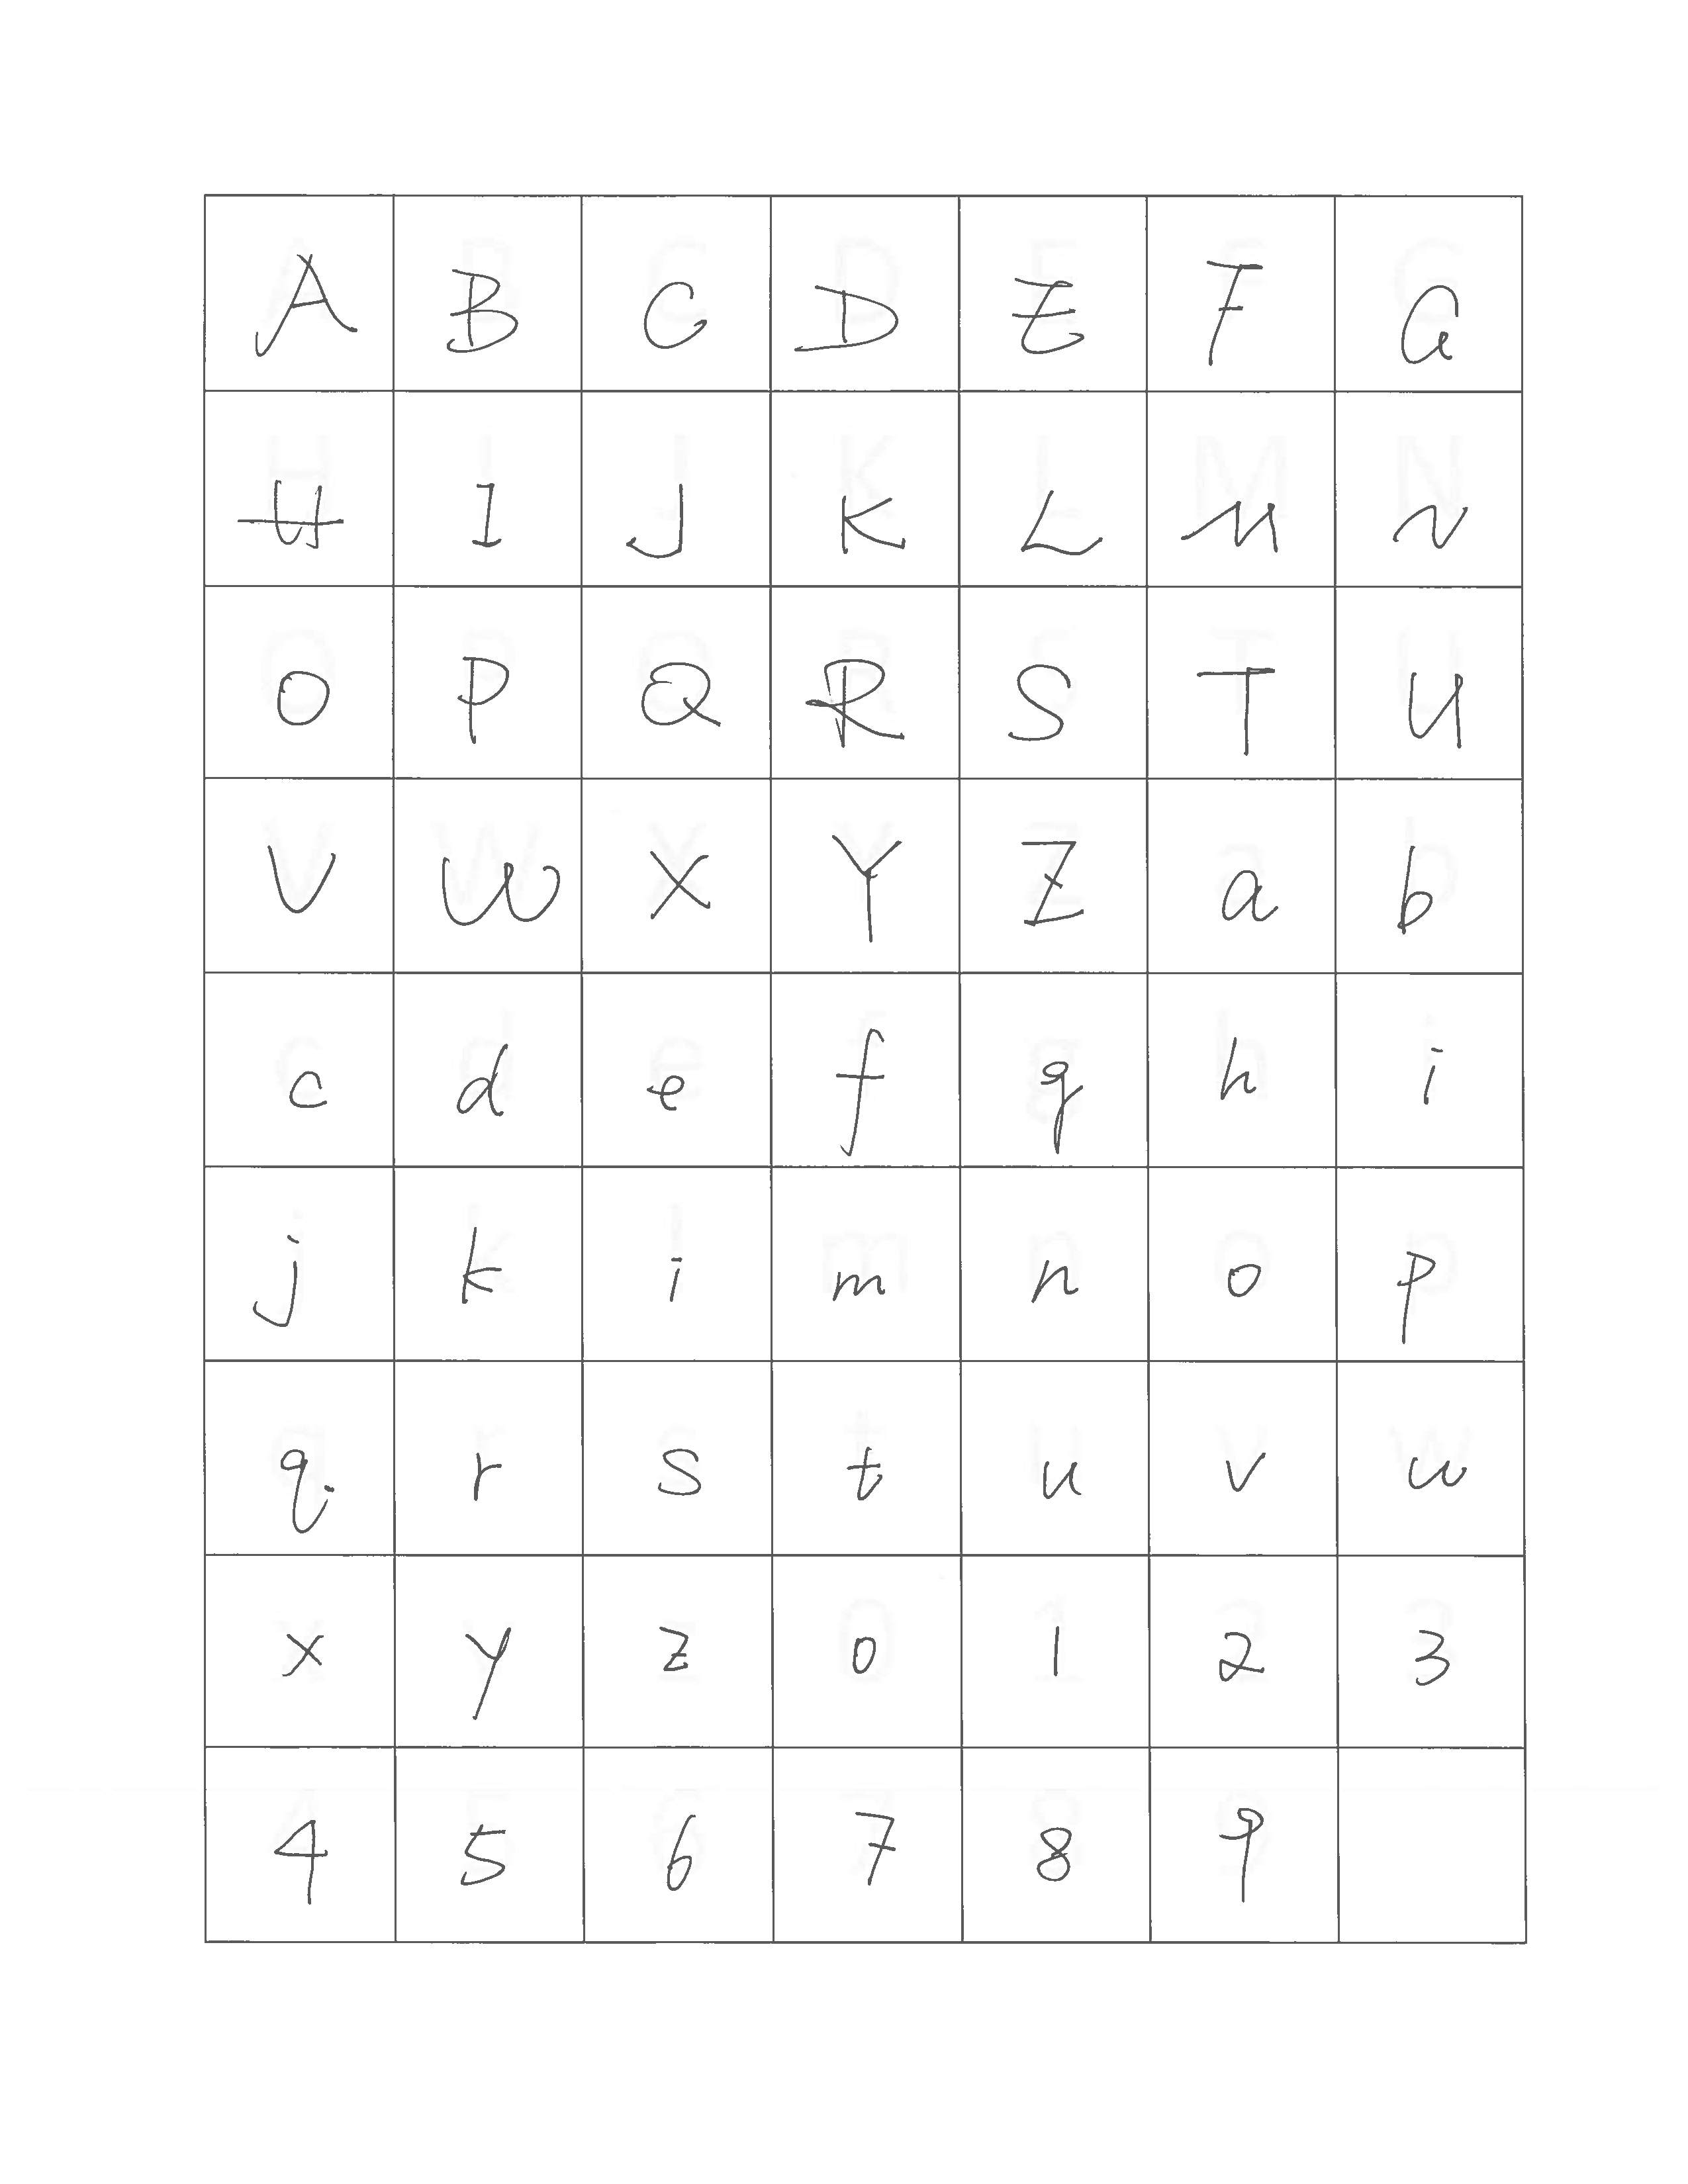 A B C D E F G
H I J K L M N
O P Q R S T U
V W X Y Z a b
c d e f g h i
j k i m n o p
q r s t u v w
x y z 0 1 2 3
4 5 6 7 8 9